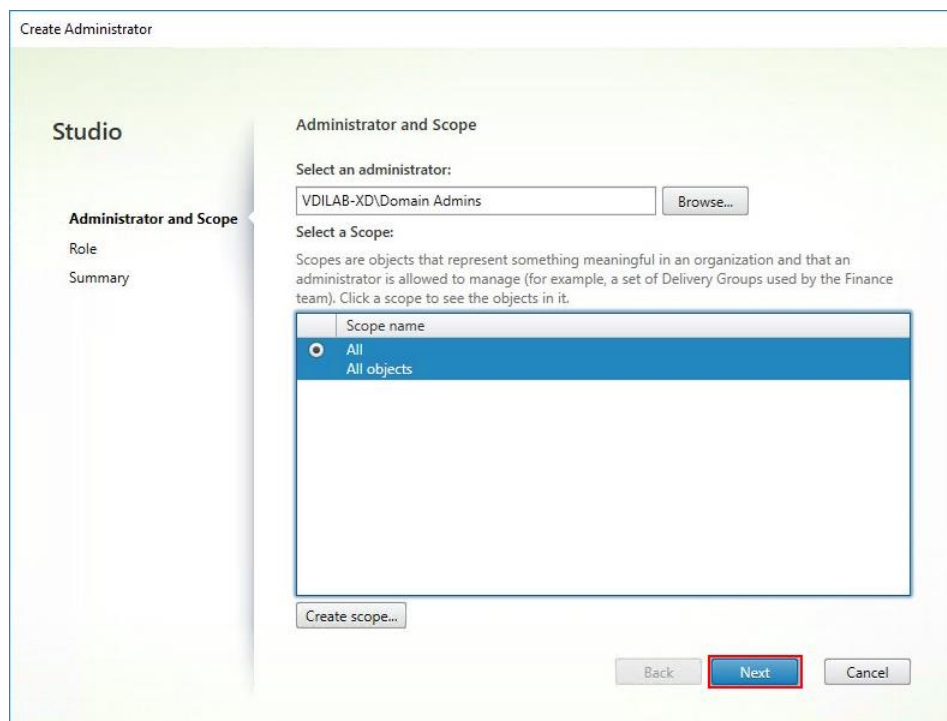 Create Administrator
Studio
Administrator and Scope
Role
Summary
Administrator and Scope
Select an administrator:
VDILAB-XD\Domain Admins
Browse...
Select a Scope:
Scopes are objects that represent something meaningful in an organization and that an
administrator is allowed to manage (for example, a set of Delivery Groups used by the Finance
team). Click a scope to see the objects in it.
Scope name
All
All objects
Create scope...
Back
Next
Cancel